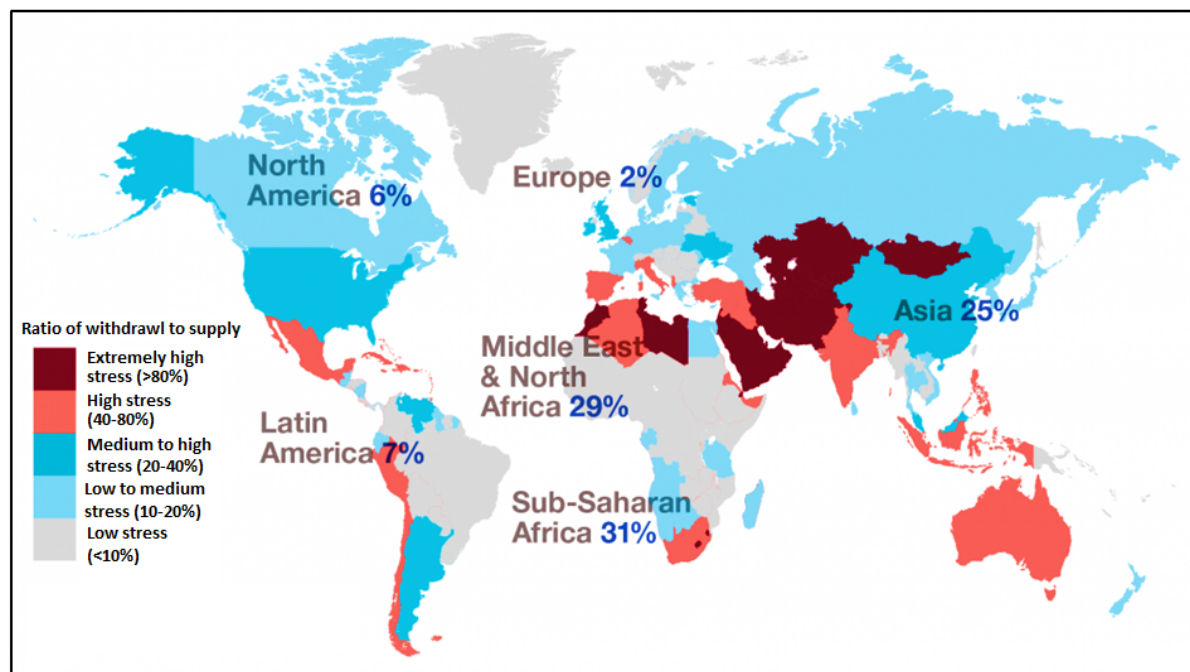 North
America 6%
Europe 2%
Asia 25%
Middle East
& North
Africa 29%
Latin
America 7%
Sub-Saharan
Africa 31%
Ratio of withdrawl to supply
Extremely high
stress (>80%)
High stress
(40-80%)
Medium to high
stress (20-40%)
Low to medium
stress (10-20%)
Low stress
(<10%)